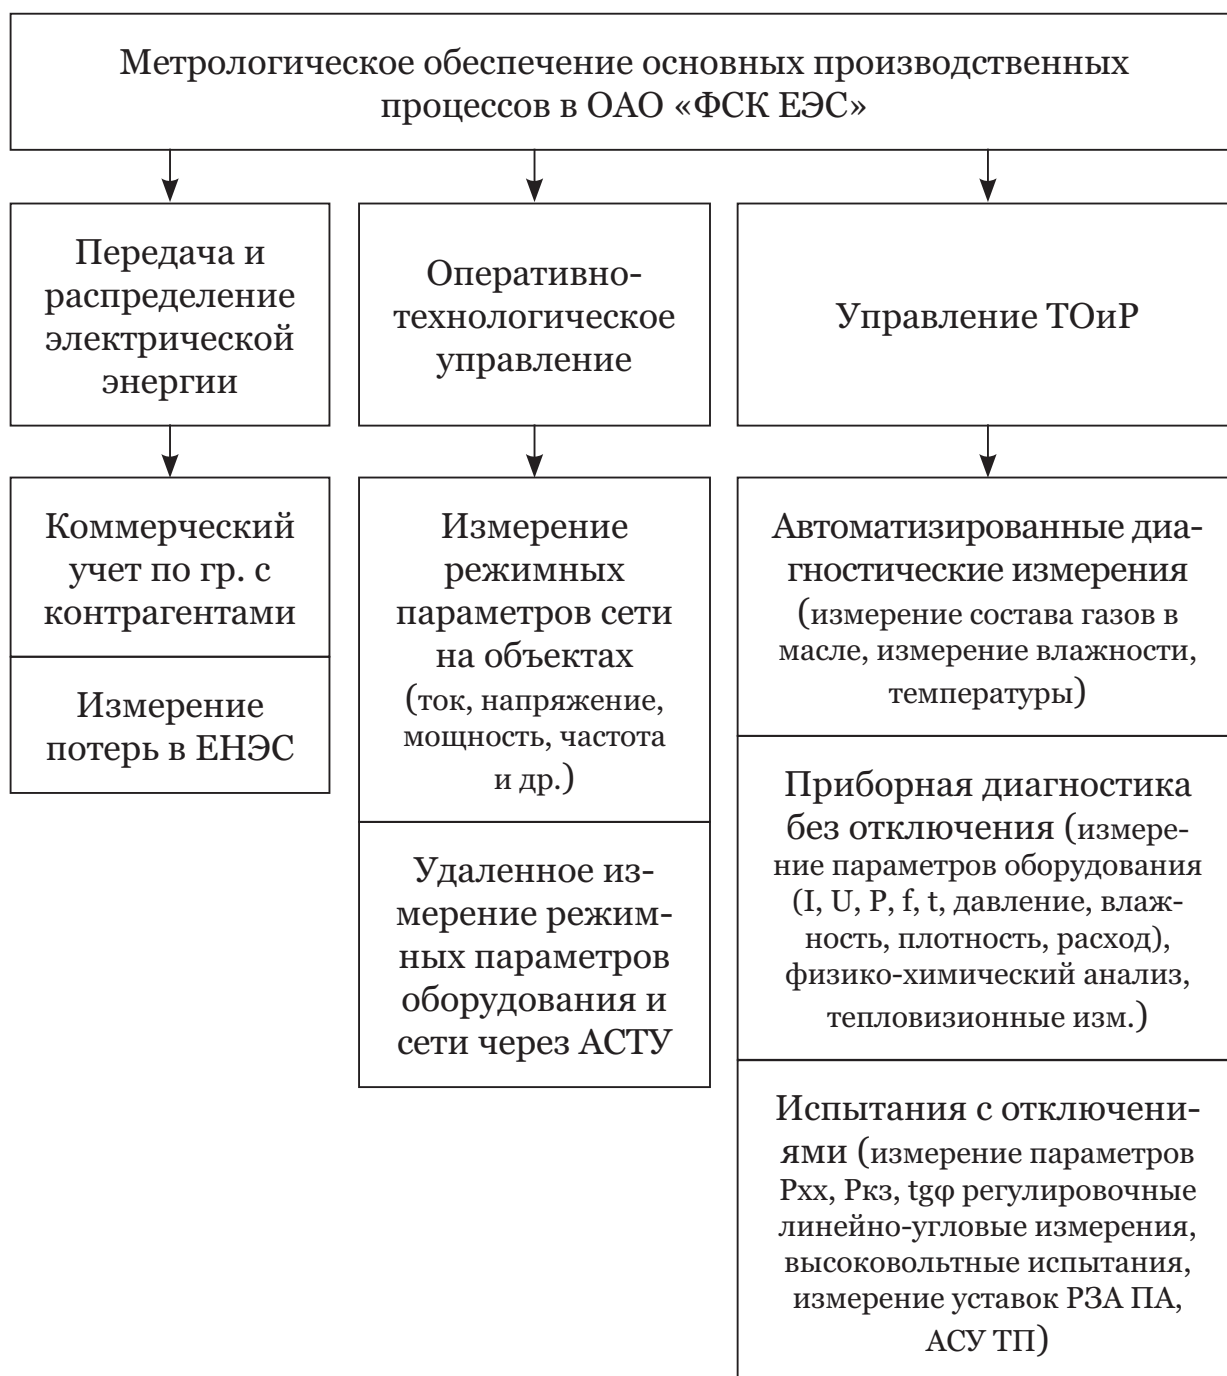 Метрологическое обеспечение основных производственных
процессов в ОАО «ФСК ЕЭС»
Передача и
распределение
электрической
энергии
Оперативно-
технологическое
управление
Управление ТОиР
Коммерческий
учет по гр. с
контрагентами
Измерение
потерь в ЕНЭС
Измерение
режимных
параметров сети
на объектах
(ток, напряжение,
мощность, частота
и др.)
Удаленное из-
мерение режим-
ных параметров
оборудования и
сети через АСТУ
Автоматизированные диа-
гностические измерения
(измерение состава газов в
масле, измерение влажности,
температуры)
Приборная диагностика
без отключения (измере-
ние параметров оборудования
(I, U, P, f, t, давление, влаж-
ность, плотность, расход),
физико-химический анализ,
тепловизионные изм.)
Испытания с отключени-
ями (измерение параметров
Рхх, Ркз, tgφ регулировочные
линейно-угловые измерения,
высоковольтные испытания,
измерение уставок РЗА ПА,
АСУ ТП)